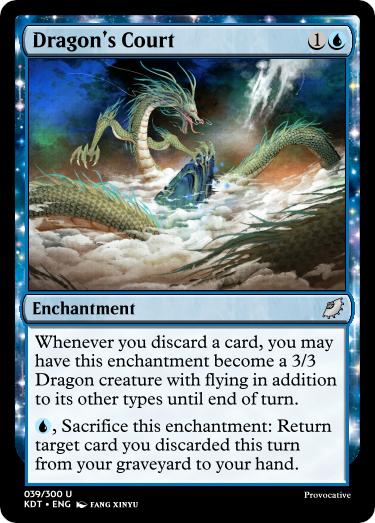 Dragon's Court 1
Enchantment
Whenever you discard a card, you may
have this enchantment become a 3/3
Dragon creature with flying in addition
to its other types until end of turn.
, Sacrifice this enchantment: Return
target card you discarded this turn
from your graveyard to your hand.
039/300 U
KDT • ENG FANG XINYU
Provocative